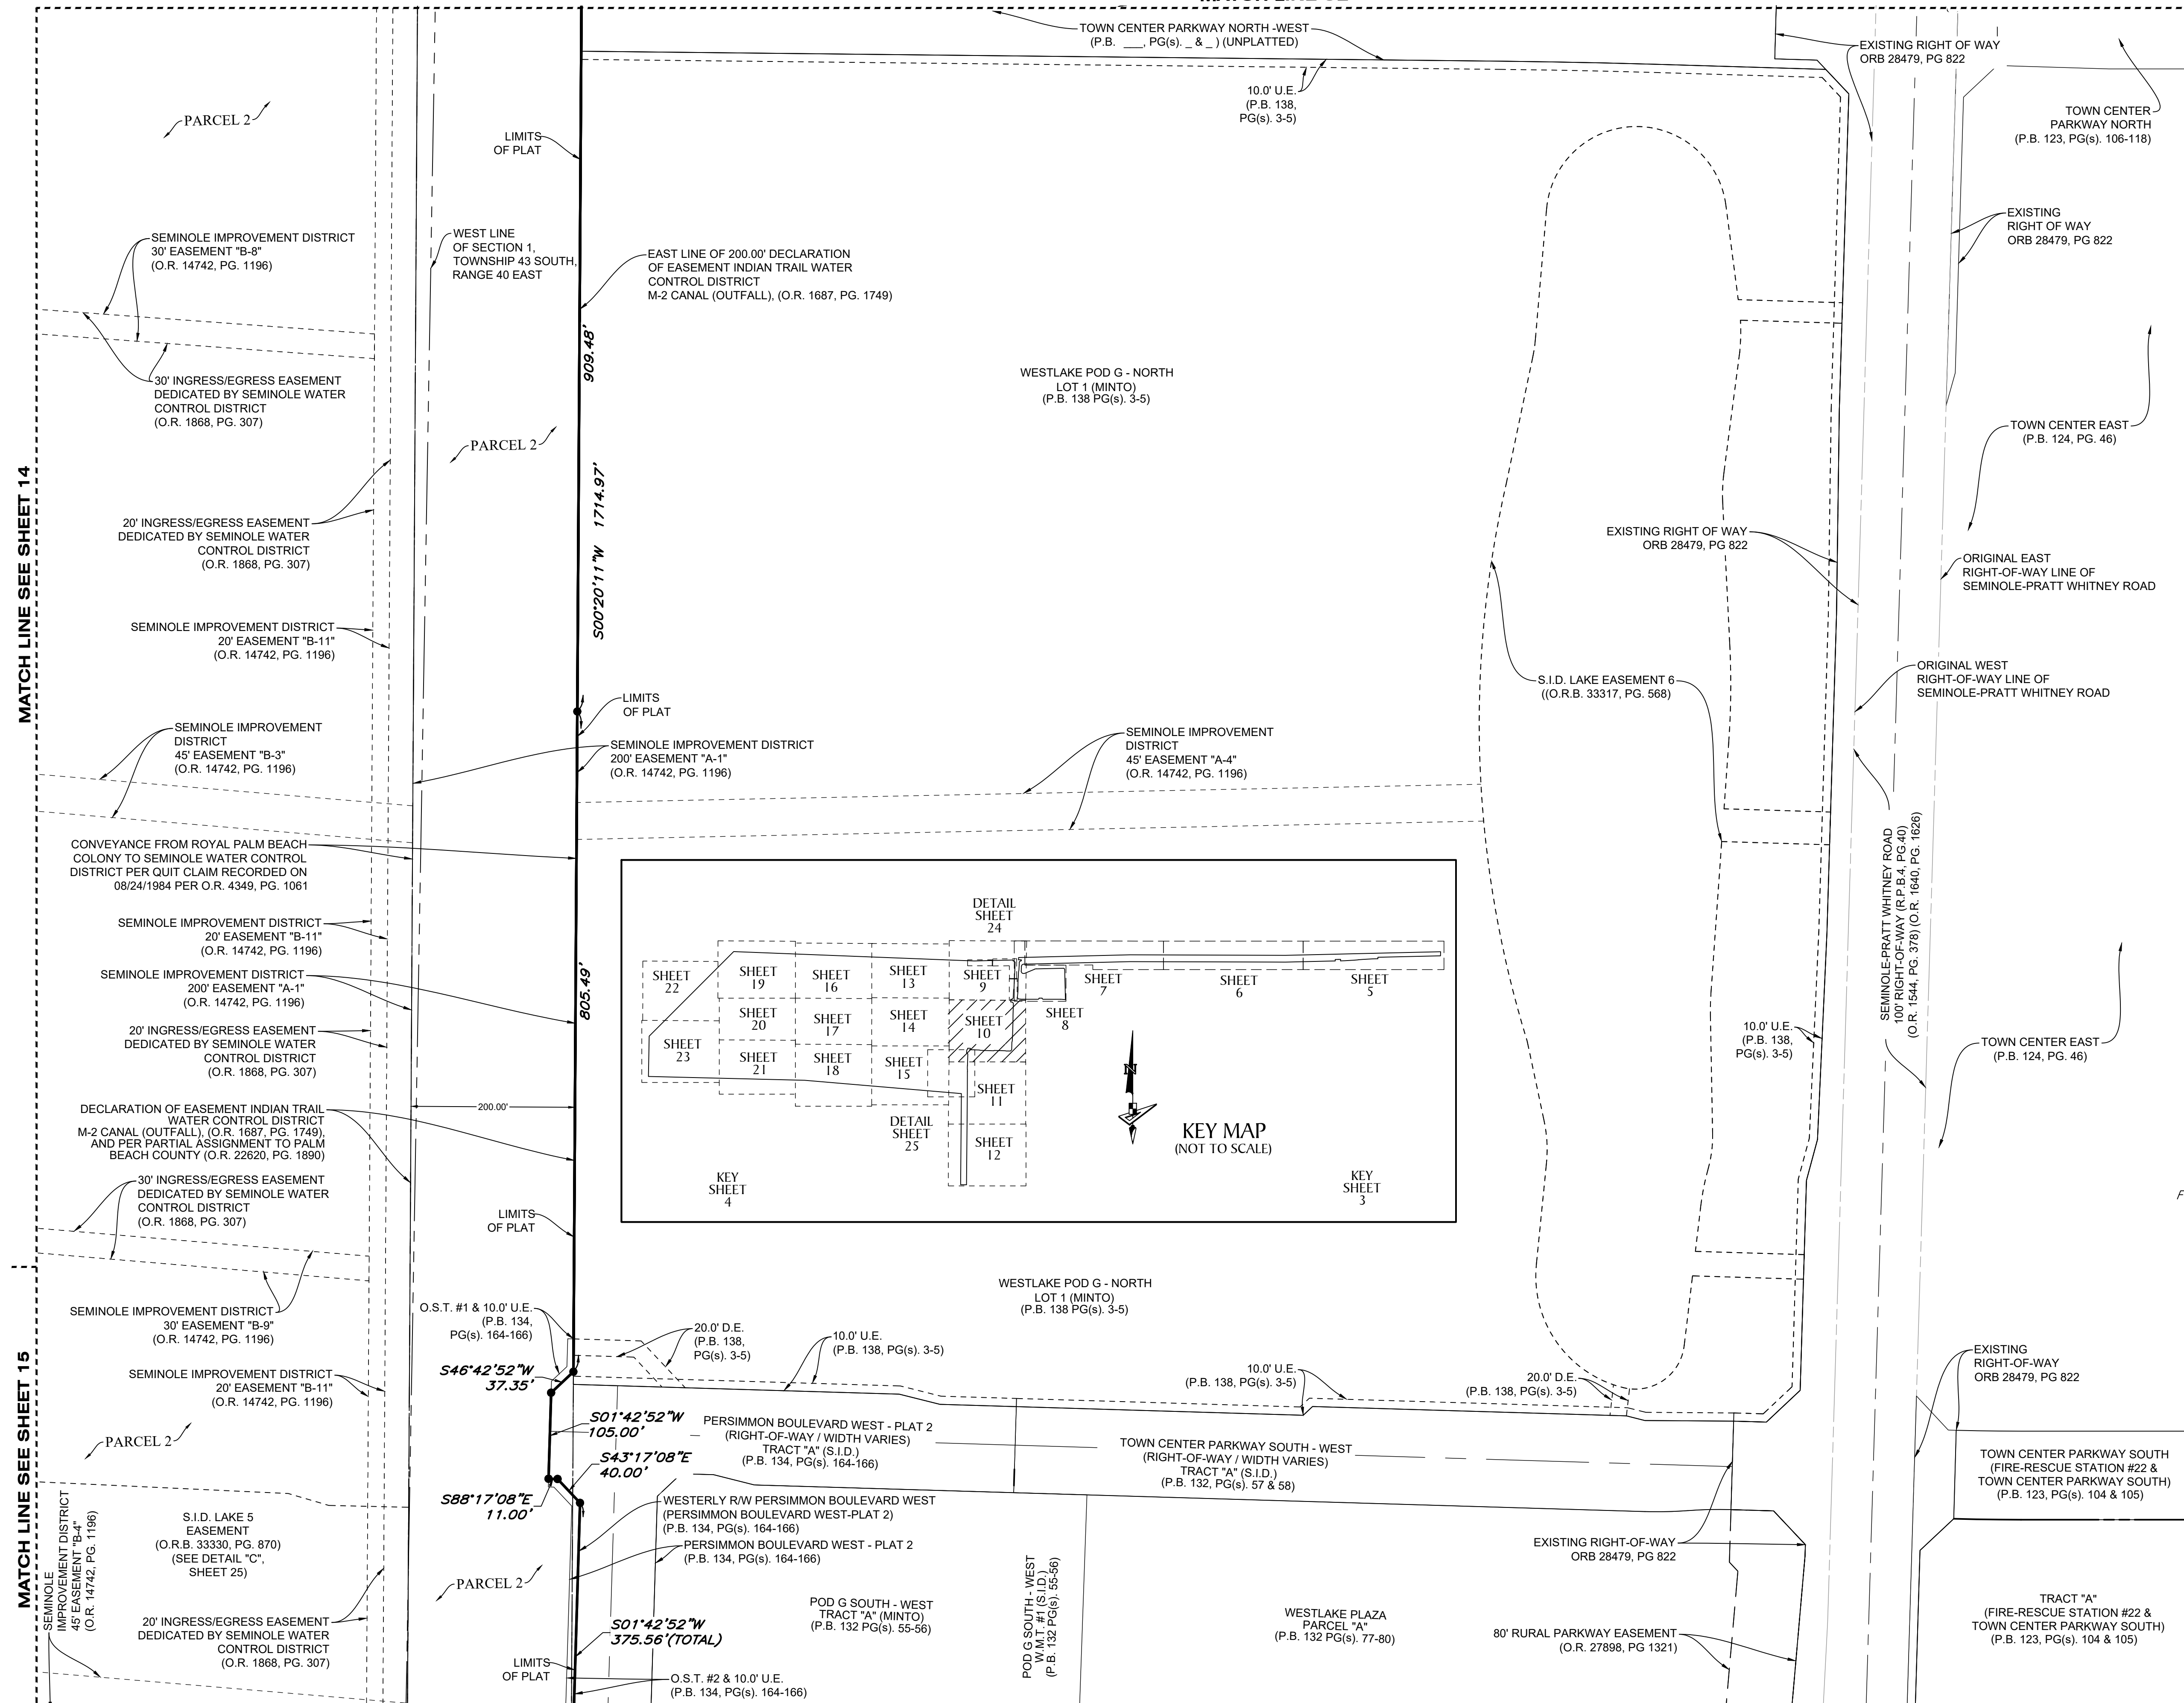 TOWN CENTER PARKWAY NORTH -WEST
(P.B. ___, PG(s). _ & _ ) (UNPLATTED)
EXISTING RIGHT OF WAY
ORB 28479, PG 822
10.0' U.E.
(P.B. 138,
PG(s). 3-5)
TOWN CENTER
PARKWAY NORTH
(P.B. 123, PG(s). 106-118)
PARCEL 2
LIMITS
OF PLAT
SEMINOLE IMPROVEMENT DISTRICT
30' EASEMENT "B-8"
(O.R. 14742, PG. 1196)
WEST LINE
OF SECTION 1,
TOWNSHIP 43 SOUTH,
RANGE 40 EAST
EAST LINE OF 200.00' DECLARATION
OF EASEMENT INDIAN TRAIL WATER
CONTROL DISTRICT
M-2 CANAL (OUTFALL), (O.R. 1687, PG. 1749)
EXISTING
RIGHT OF WAY
ORB 28479, PG 822
909.48'
30' INGRESS/EGRESS EASEMENT
DEDICATED BY SEMINOLE WATER
CONTROL DISTRICT
(O.R. 1868, PG. 307)
WESTLAKE POD G - NORTH
LOT 1 (MINTO)
(P.B. 138 PG(s). 3-5)
PARCEL 2
TOWN CENTER EAST
(P.B. 124, PG. 46)
MATCH LINE SEE SHEET 14
S00°20'11"W 1714.97'
20' INGRESS/EGRESS EASEMENT
DEDICATED BY SEMINOLE WATER
CONTROL DISTRICT
(O.R. 1868, PG. 307)
EXISTING RIGHT OF WAY
ORB 28479, PG 822
ORIGINAL EAST
RIGHT-OF-WAY LINE OF
SEMINOLE-PRATT WHITNEY ROAD
SEMINOLE IMPROVEMENT DISTRICT
20' EASEMENT "B-11"
(O.R. 14742, PG. 1196)
S.I.D. LAKE EASEMENT 6
((O.R.B. 33317, PG. 568)
ORIGINAL WEST
RIGHT-OF-WAY LINE OF
SEMINOLE-PRATT WHITNEY ROAD
LIMITS
OF PLAT
SEMINOLE IMPROVEMENT
DISTRICT
45' EASEMENT "B-3"
(O.R. 14742, PG. 1196)
SEMINOLE IMPROVEMENT DISTRICT
200' EASEMENT "A-1"
(O.R. 14742, PG. 1196)
SEMINOLE IMPROVEMENT
DISTRICT
45' EASEMENT "A-4"
(O.R. 14742, PG. 1196)
CONVEYANCE FROM ROYAL PALM BEACH
COLONY TO SEMINOLE WATER CONTROL
DISTRICT PER QUIT CLAIM RECORDED ON
08/24/1984 PER O.R. 4349, PG. 1061
SEMINOLE-PRATT WHITNEY ROAD
100' RIGHT-OF-WAY (R.P.B.4, PG.40)
(O.R. 1544, PG. 378) (O.R. 1640, PG. 1626)
SEMINOLE IMPROVEMENT DISTRICT
20' EASEMENT "B-11"
(O.R. 14742, PG. 1196)
SEMINOLE IMPROVEMENT DISTRICT
200' EASEMENT "A-1"
(O.R. 14742, PG. 1196)
805.49'
20' INGRESS/EGRESS EASEMENT
DEDICATED BY SEMINOLE WATER
CONTROL DISTRICT
(O.R. 1868, PG. 307)
DETAIL
SHEET
24
SHEET
22
SHEET
19
SHEET
16
SHEET
13
SHEET
9
SHEET
7
SHEET
6
SHEET
5
SHEET
20
SHEET
17
SHEET
14
SHEET
10
SHEET
8
SHEET
23
SHEET
21
SHEET
18
SHEET
15
SHEET
11
N
DETAIL
SHEET
25
SHEET
12
KEY MAP
(NOT TO SCALE)
KEY
SHEET
4
KEY
SHEET
3
10.0' U.E.
(P.B. 138,
PG(s). 3-5)
TOWN CENTER EAST
(P.B. 124, PG. 46)
200.00'
DECLARATION OF EASEMENT INDIAN TRAIL
WATER CONTROL DISTRICT
M-2 CANAL (OUTFALL), (O.R. 1687, PG. 1749),
AND PER PARTIAL ASSIGNMENT TO PALM
BEACH COUNTY (O.R. 22620, PG. 1890)
30' INGRESS/EGRESS EASEMENT
DEDICATED BY SEMINOLE WATER
CONTROL DISTRICT
(O.R. 1868, PG. 307)
F
LIMITS
OF PLAT
SEMINOLE IMPROVEMENT DISTRICT
30' EASEMENT "B-9"
(O.R. 14742, PG. 1196)
WESTLAKE POD G - NORTH
LOT 1 (MINTO)
(P.B. 138 PG(s). 3-5)
O.S.T. #1 & 10.0' U.E.
(P.B. 134,
PG(s). 164-166)
20.0' D.E.
(P.B. 138,
PG(s). 3-5)
10.0' U.E.
(P.B. 138, PG(s). 3-5)
10.0' U.E.
(P.B. 138, PG(s). 3-5)
20.0' D.E.
(P.B. 138, PG(s). 3-5)
EXISTING
RIGHT-OF-WAY
ORB 28479, PG 822
MATCH LINE SEE SHEET 15
SEMINOLE IMPROVEMENT DISTRICT
20' EASEMENT "B-11"
(O.R. 14742, PG. 1196)
S46°42'52"W
37.35'
PARCEL 2
S01°42'52"W
105.00'
PERSIMMON BOULEVARD WEST - PLAT 2
(RIGHT-OF-WAY / WIDTH VARIES)
TRACT "A" (S.I.D.)
(P.B. 134, PG(s). 164-166)
TOWN CENTER PARKWAY SOUTH - WEST
(RIGHT-OF-WAY / WIDTH VARIES)
TRACT "A" (S.I.D.)
(P.B. 132, PG(s). 57 & 58)
TOWN CENTER PARKWAY SOUTH
(FIRE-RESCUE STATION #22 &
TOWN CENTER PARKWAY SOUTH)
(P.B. 123, PG(s). 104 & 105)
S43°17'08"E
40.00'
S88°17'08"E
11.00'
WESTERLY R/W PERSIMMON BOULEVARD WEST
(PERSIMMON BOULEVARD WEST-PLAT 2)
(P.B. 134, PG(s). 164-166)
PERSIMMON BOULEVARD WEST - PLAT 2
(P.B. 134, PG(s). 164-166)
SEMINOLE
IMPROVEMENT DISTRICT
45' EASEMENT "B-4"
(O.R. 14742, PG. 1196)
S.I.D. LAKE 5
EASEMENT
(O.R.B. 33330, PG. 870)
(SEE DETAIL "C",
SHEET 25)
EXISTING RIGHT-OF-WAY
ORB 28479, PG 822
PARCEL 2
POD G SOUTH - WEST
TRACT "A" (MINTO)
(P.B. 132 PG(s). 55-56)
POD G SOUTH - WEST
W.M.T. #1 (S.I.D.)
(P.B. 132 PG(s). 55-56)
WESTLAKE PLAZA
PARCEL "A"
(P.B. 132 PG(s). 77-80)
TRACT "A"
(FIRE-RESCUE STATION #22 &
TOWN CENTER PARKWAY SOUTH)
(P.B. 123, PG(s). 104 & 105)
20' INGRESS/EGRESS EASEMENT
DEDICATED BY SEMINOLE WATER
CONTROL DISTRICT
(O.R. 1868, PG. 307)
S01°42'52"W
375.56'(TOTAL)
80' RURAL PARKWAY EASEMENT
(O.R. 27898, PG 1321)
LIMITS
OF PLAT
O.S.T. #2 & 10.0' U.E.
(P.B. 134, PG(s). 164-166)